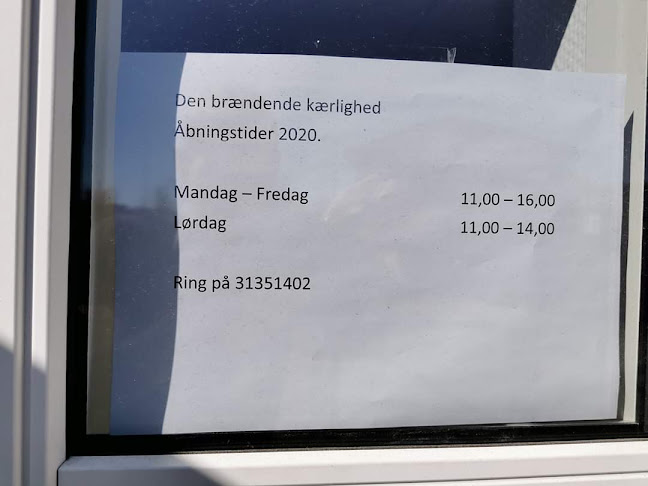 Den brændende kærlighed
Åbningstider 2020.
Mandag – Fredag 11,00 – 16,00
Lørdag 11,00 – 14,00
Ring på 31351402